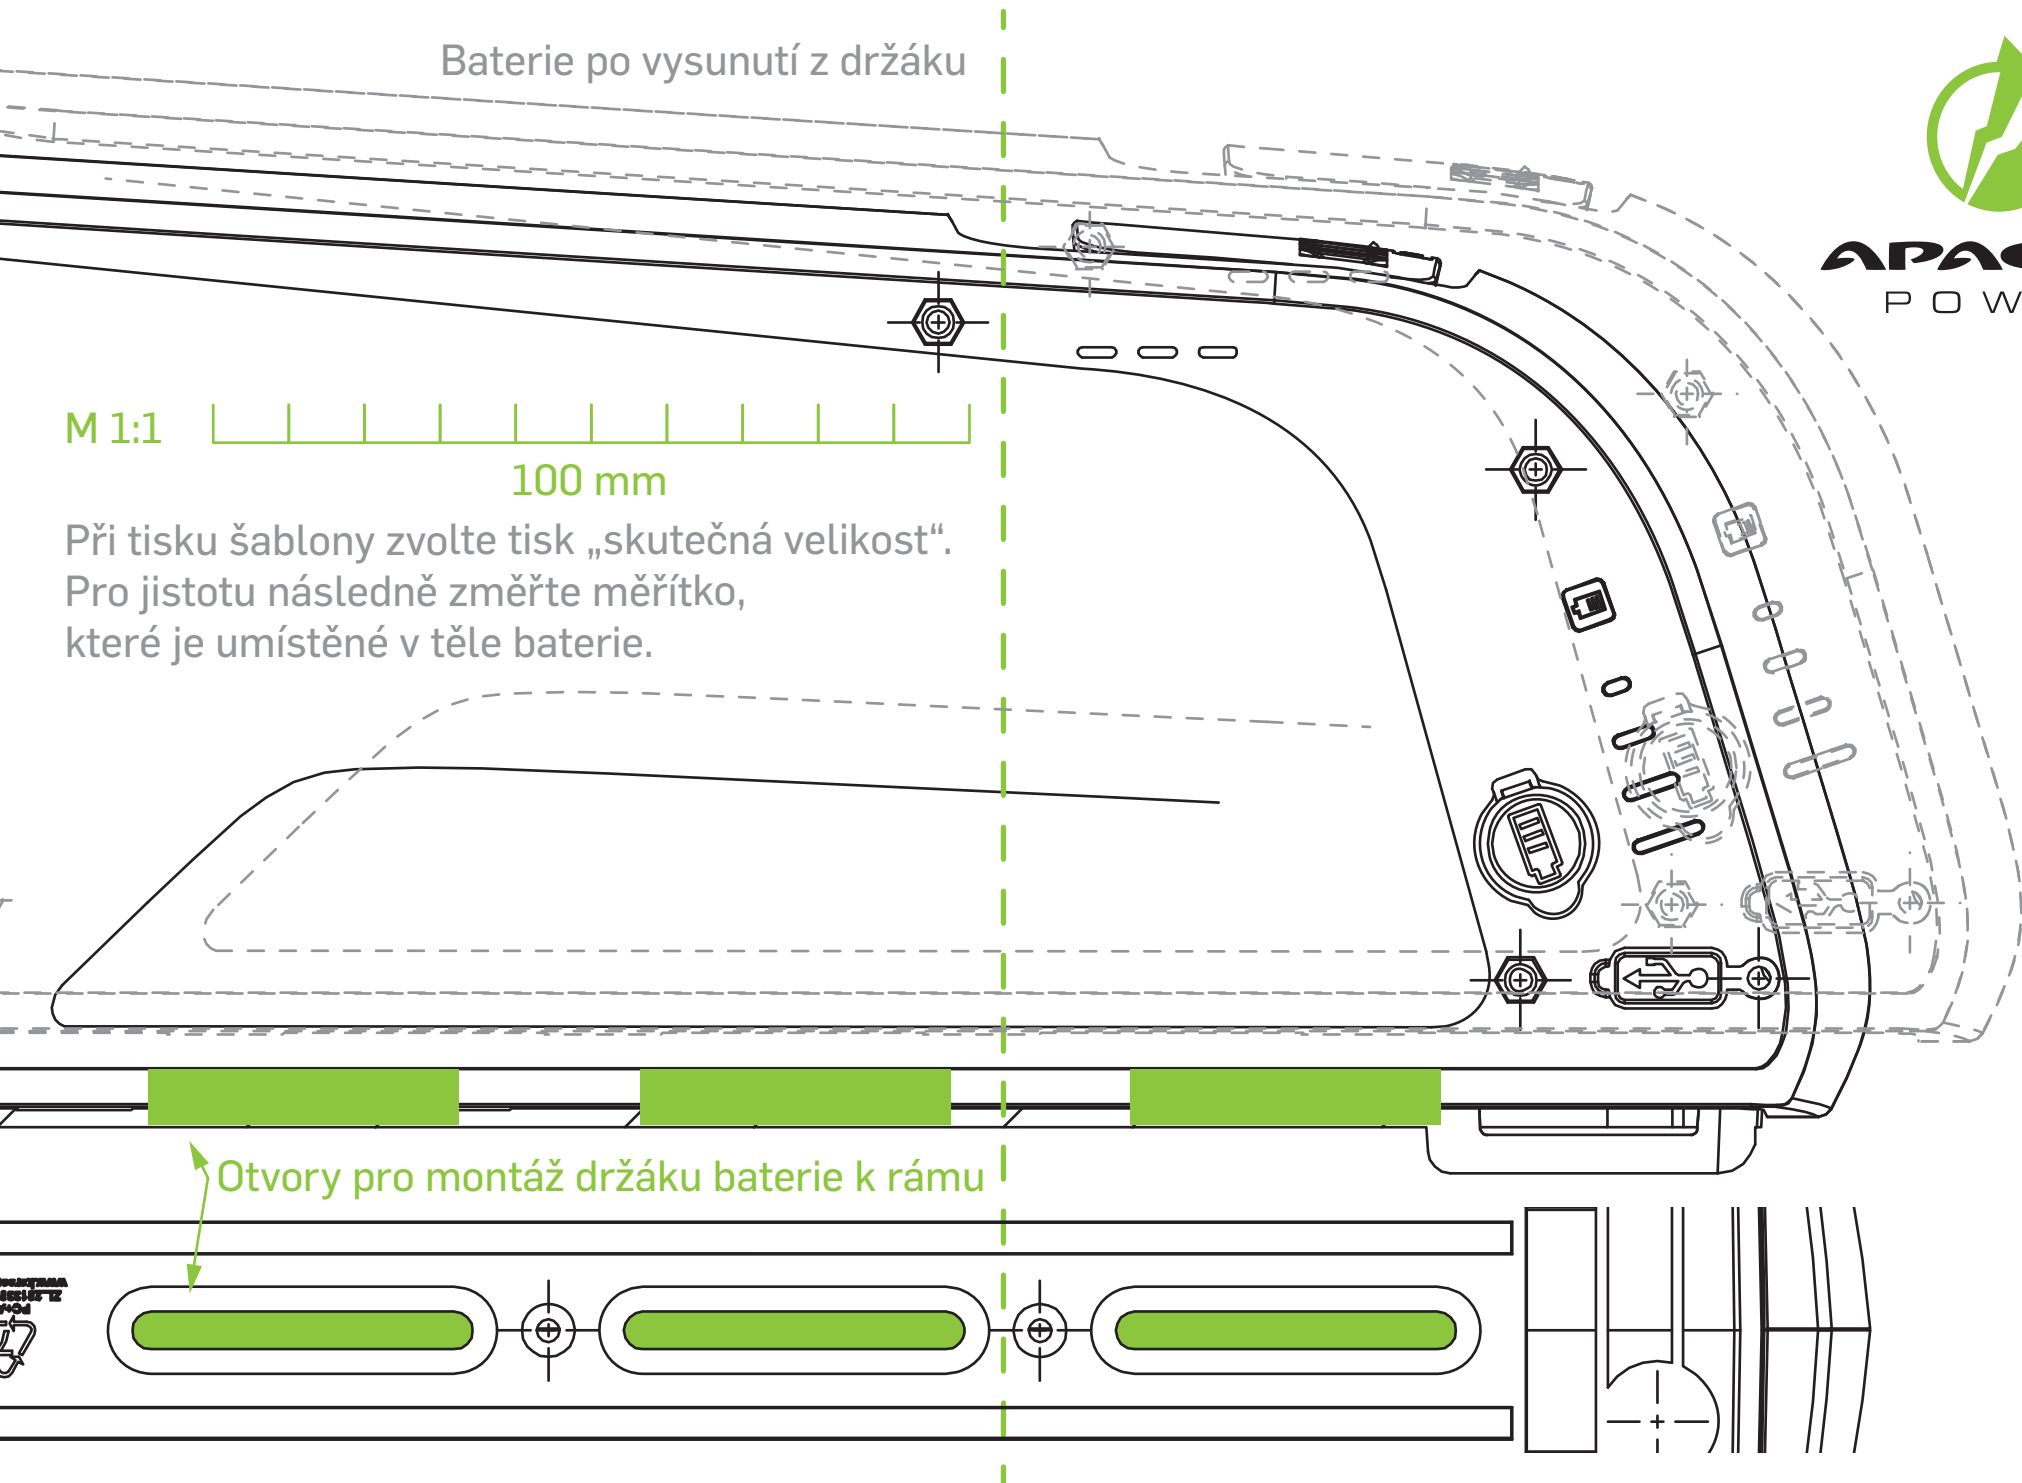 Baterie po vysunutí z držáku
M 1:1
100 mm
Při tisku šablony zvolte tisk „skutečná velikost“.
Pro jistotu následně změřte měřítko,
které je umístěné v těle baterie.
Otvory pro montáž držáku baterie k rámu